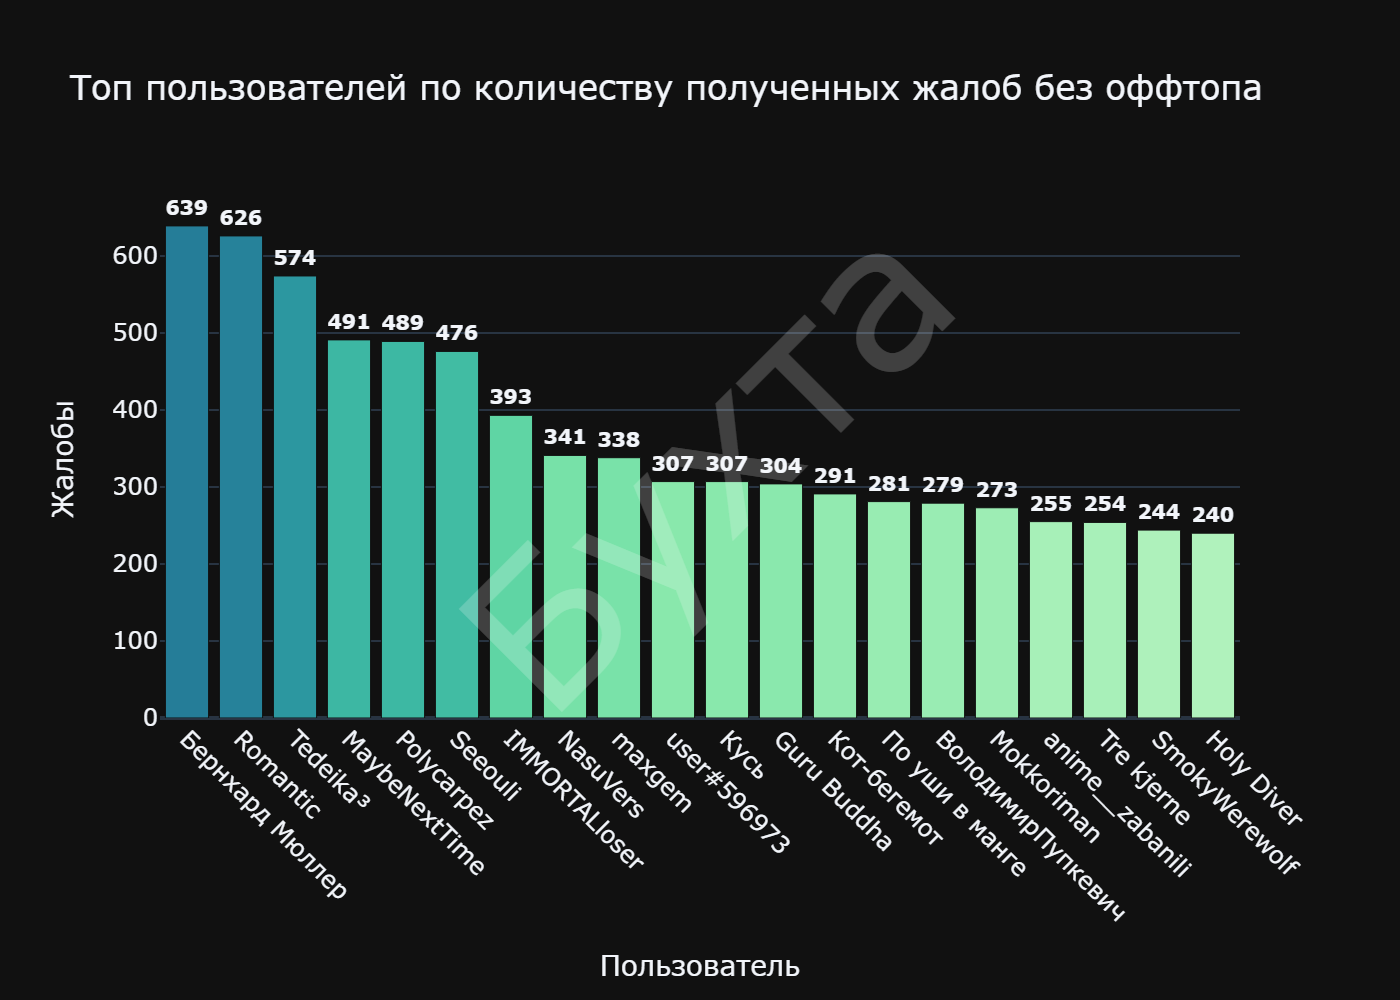 Топ пользователей по количеству полученных жалоб без оффтопа
639
626
574
491
489
476
393
341
338
307
307
304
291
281
279
273
255
254
244
240
600
500
400
300
200
100
0
Жалобы
Бернхард Мюллер
Romantic
Tedeika³
MaybeNextTime
Polycarpez
Seeouli
IMMORTALloser
NasuVers
maxgem
user#596973
Кусь
Guru Buddha
Кот-бегемот
По уши в манге
ВолодимирПупкевич
Mokkoriman
anime__zabanili
Tre kjerne
SmokyWerewolf
Holy Diver
Пользователь
Бухта